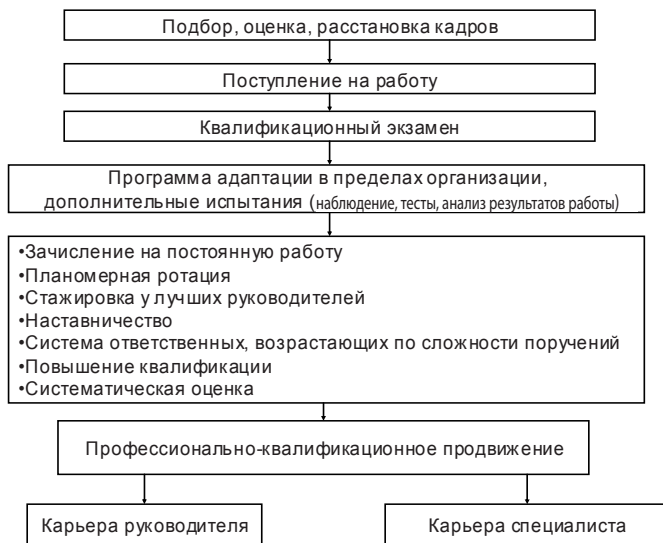 Подбор, оценка, расстановка кадров
Поступление на работу
Квалификационный экзамен
Программа адаптации в пределах организации,
дополнительные испытания (наблюдение, тесты, анализ результатов работы)
•Зачисление на постоянную работу
•Планомерная ротация
•Стажировка у лучших руководителей
•Наставничество
•Система ответственных, возрастающих по сложности поручений
•Повышение квалификации
•Систематическая оценка
Профессионально-квалификационное продвижение
Карьера руководителя
Карьера специалиста